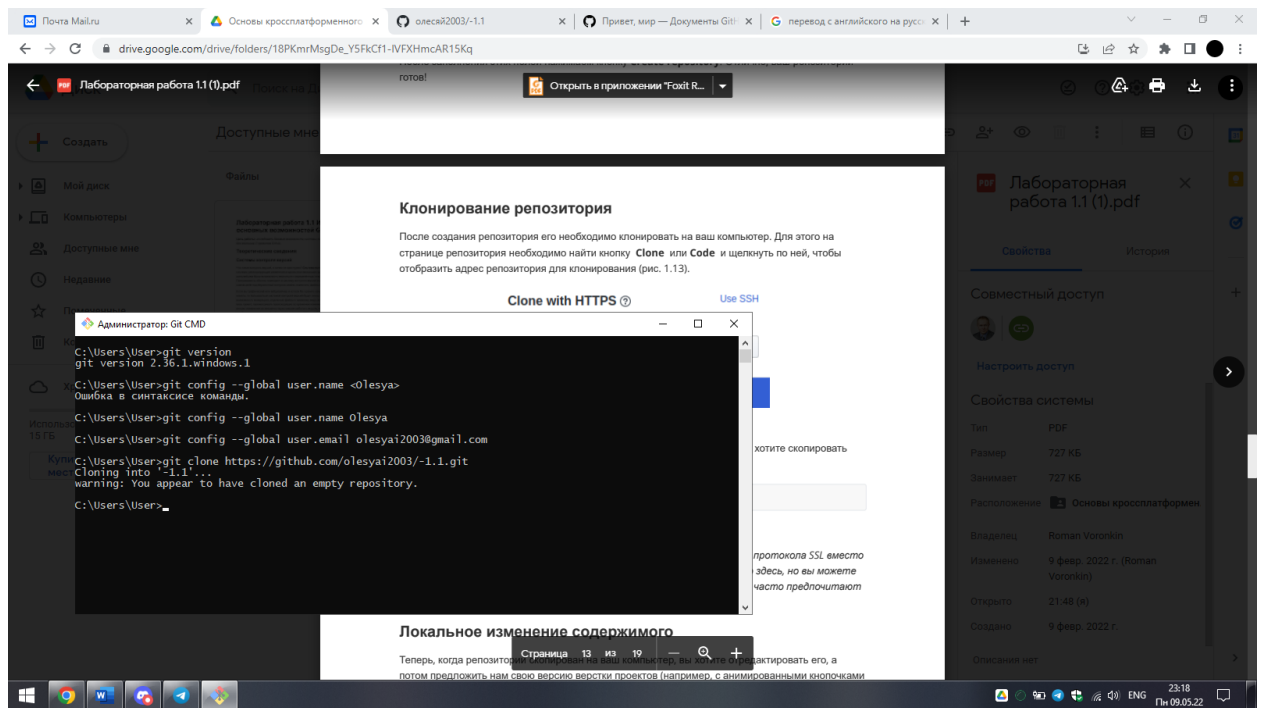 Почта Mail.ru
Основы кроссплатформенного
олесяй2003/-1.1
Привет, мир — Документы GitH
перевод с английского на русс
drive.google.com/drive/folders/18PKmrMsgDe_Y5FkCf1-IVFXHmcAR15Kq
Лабораторная работа 1.1 (1).pdf
готов!
Открыть в приложении "Foxit R...
Создать
Доступные мне
Мой диск
Файлы
Компьютеры
Доступные мне
Недавние
15 ГБ
Клонирование репозитория
После создания репозитория его необходимо клонировать на ваш компьютер. Для этого на
странице репозитория необходимо найти кнопку Clone или Code и щелкнуть по ней, чтобы
отобразить адрес репозитория для клонирования (рис. 1.13).
Clone with HTTPS
Use SSH
Администратор: Git CMD
C:\Users\User>git version
git version 2.36.1.windows.1
C:\Users\User>git config --global user.name <Olesya>
Ошибка в синтаксисе команды.
C:\Users\User>git config --global user.name Olesya
C:\Users\User>git config --global user.email olesyai2003@gmail.com
C:\Users\User>git clone https://github.com/olesyai2003/-1.1.git
Cloning into '-1.1'...
warning: You appear to have cloned an empty repository.
C:\Users\User>
хотите скопировать
протокола SSL вместо
здесь, но вы можете
часто предпочитают
Локальное изменение содержимого
Теперь, когда репозиторий скопирован на ваш компьютер, вы хотите отредактировать его, а
потом предложить нам свою версию верстки проектов (например, с анимированными кнопочками
Страница 13 из 19
Лабораторная
работа 1.1 (1).pdf
Свойства
История
Совместный доступ
Настроить доступ
Свойства системы
Тип PDF
Размер 727 КБ
Занимает 727 КБ
Расположение Основы кроссплатформен
Владелец Roman Voronkin
Изменено 9 февр. 2022 г. (Roman
Voronkin)
Открыто 21:48 (я)
Создано 9 февр. 2022 г.
Описания нет
ENG
23:18
Пн 09.05.22